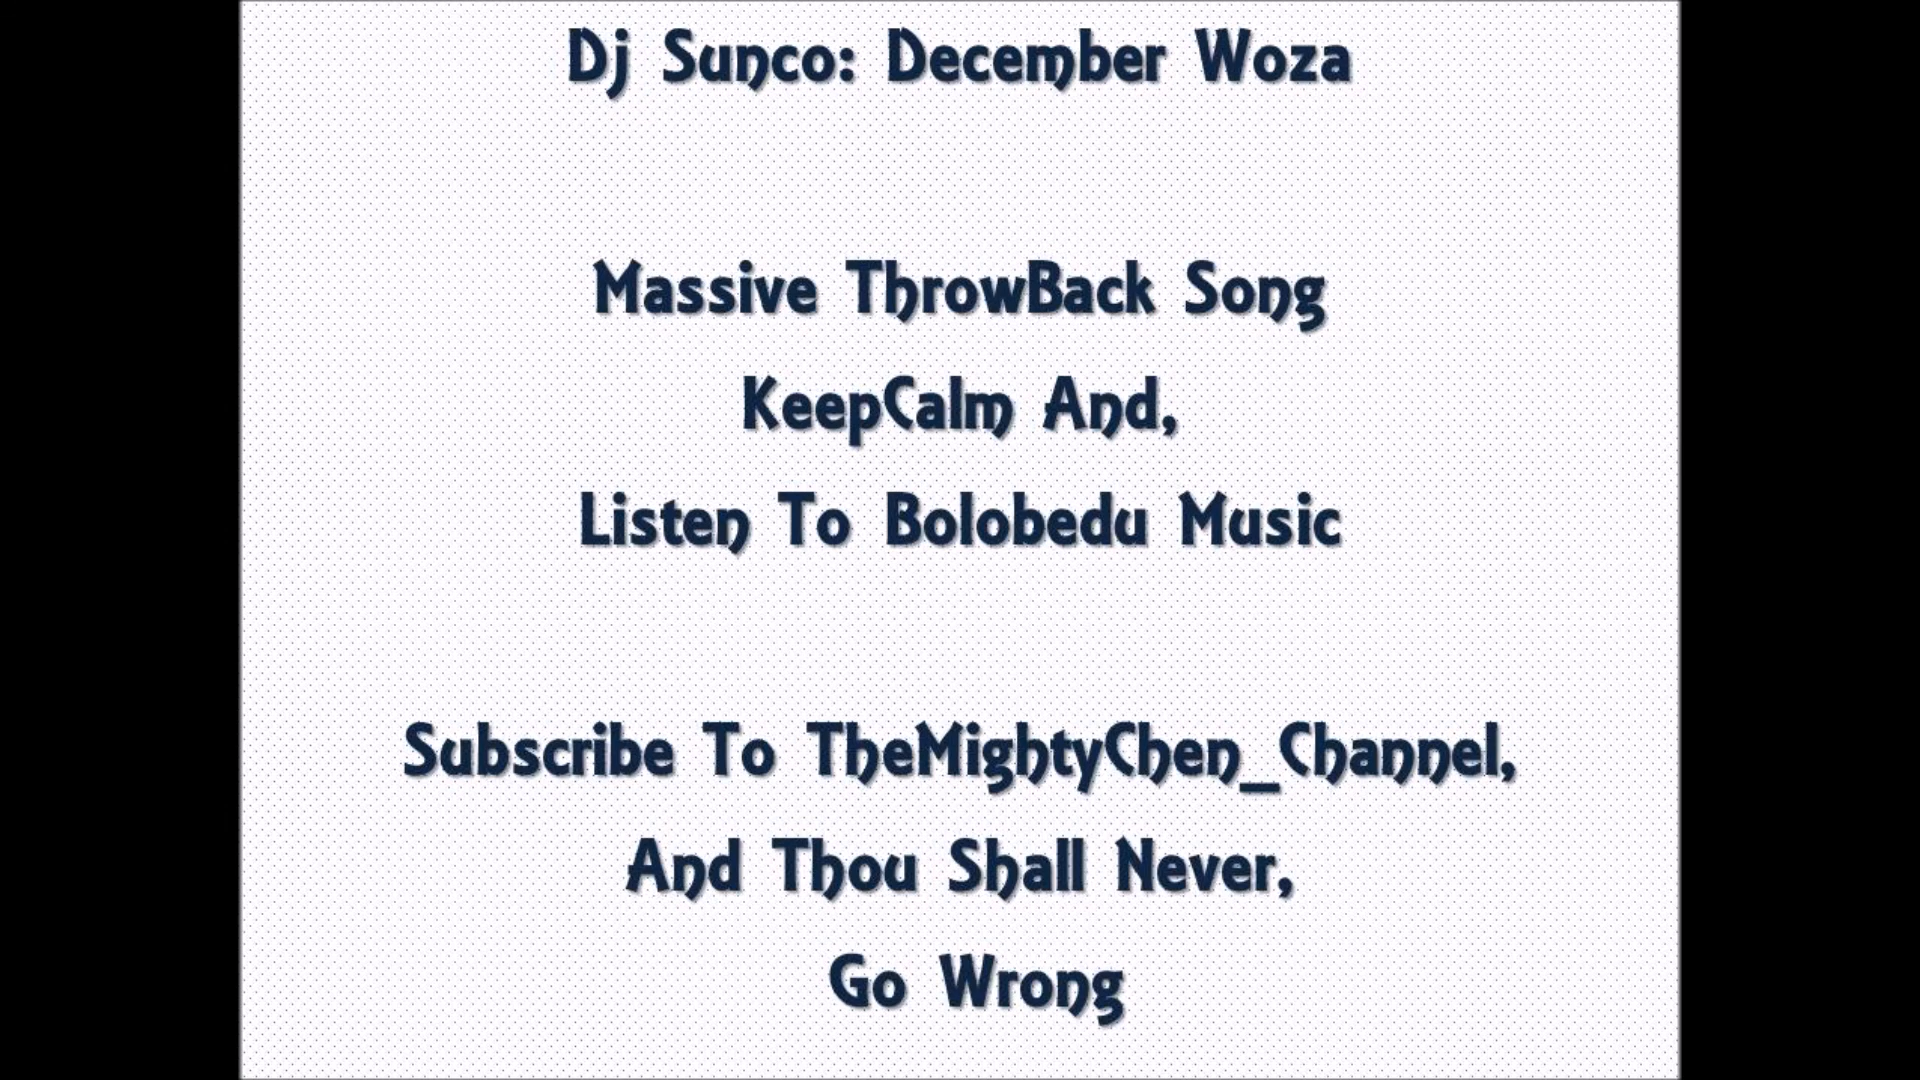 Dj Sunco: December Woza
Massive ThrowBack Song
KeepCalm And,
Listen To Bolobedu Music
Subscribe To TheMightyChen_Channel,
And Thou Shall Never,
Go Wrong